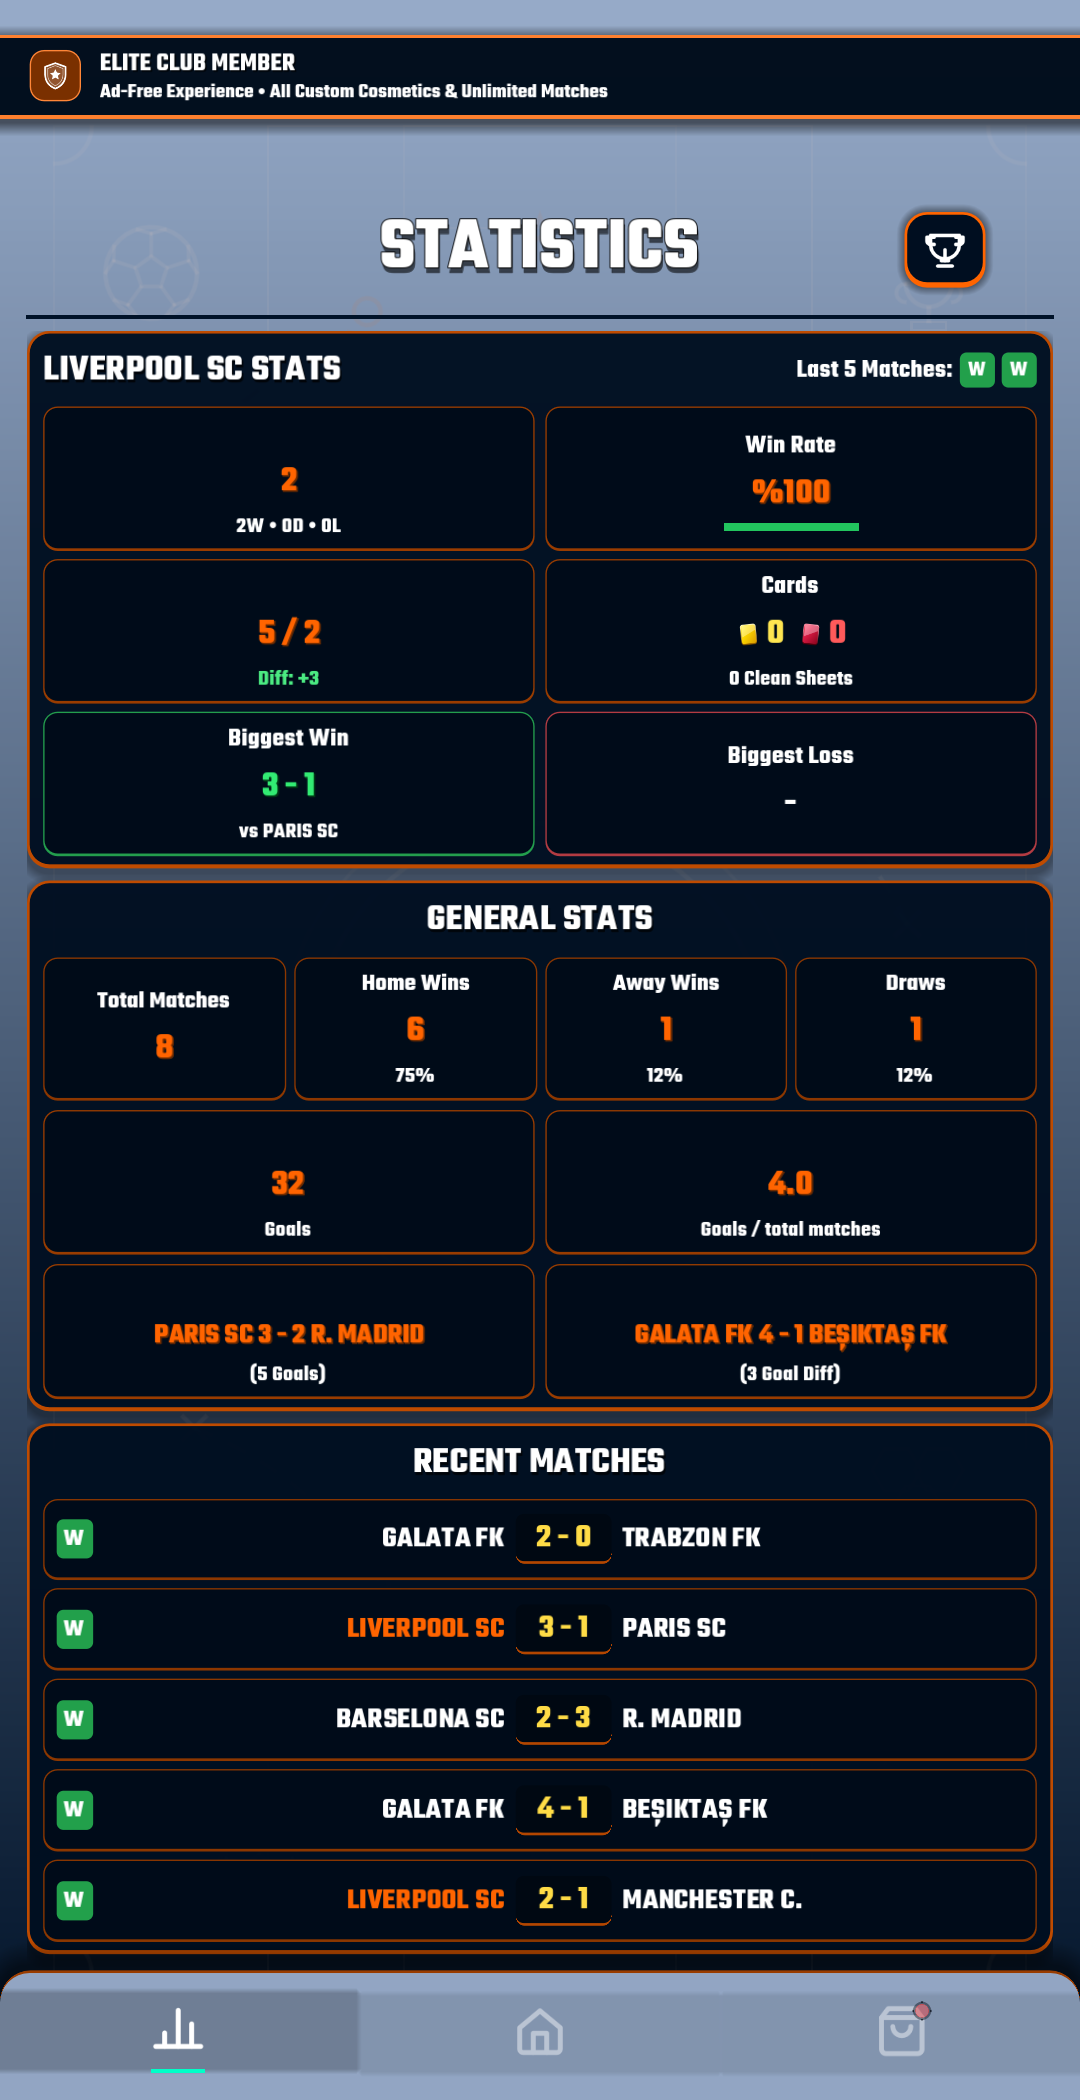 ELITE CLUB MEMBER
Ad-Free Experience • All Custom Cosmetics & Unlimited Matches
STATISTICS
LIVERPOOL SC STATS
Last 5 Matches: W W
2
2W • 0D • 0L
Win Rate
%100
5 / 2
Diff: +3
Cards
0 0
0 Clean Sheets
Biggest Win
3 - 1
vs PARIS SC
Biggest Loss
-
GENERAL STATS
Total Matches
8
Home Wins
6
75%
Away Wins
1
12%
Draws
1
12%
32
Goals
4.0
Goals / total matches
PARIS SC 3 - 2 R. MADRID
(5 Goals)
GALATA FK 4 - 1 BEŞIKTAŞ FK
(3 Goal Diff)
RECENT MATCHES
W GALATA FK 2 - 0 TRABZON FK
W LIVERPOOL SC 3 - 1 PARIS SC
W BARSELONA SC 2 - 3 R. MADRID
W GALATA FK 4 - 1 BEŞIKTAŞ FK
W LIVERPOOL SC 2 - 1 MANCHESTER C.